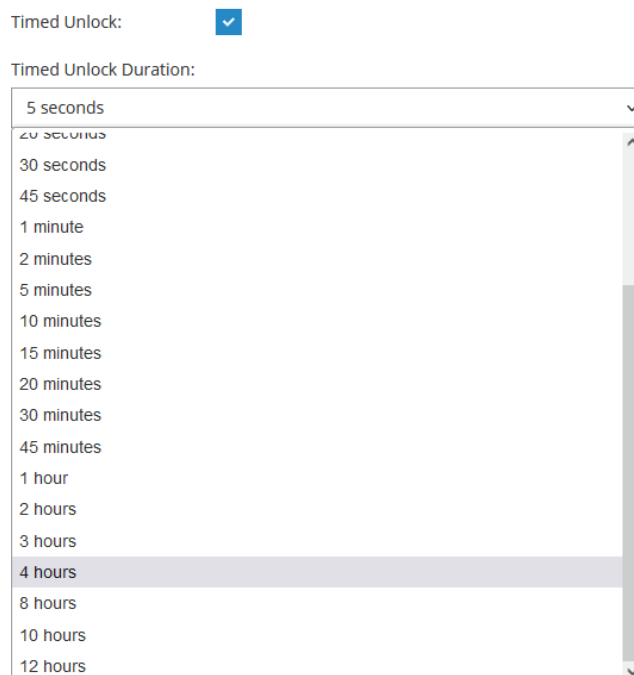 Timed Unlock:
Timed Unlock Duration:
5 seconds
20 seconds
30 seconds
45 seconds
1 minute
2 minutes
5 minutes
10 minutes
15 minutes
20 minutes
30 minutes
45 minutes
1 hour
2 hours
3 hours
4 hours
8 hours
10 hours
12 hours